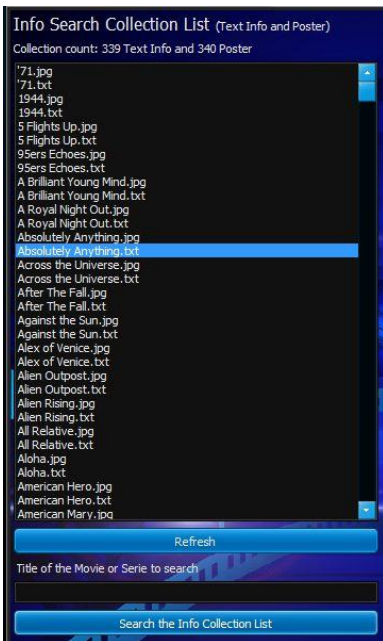 Info Search Collection List (Text Info and Poster)
Collection count: 339 Text Info and 340 Poster
'71.jpg
'71.txt
1944.jpg
1944.txt
5 Flights Up.jpg
5 Flights Up.txt
95ers Echoes.jpg
95ers Echoes.txt
A Brilliant Young Mind.jpg
A Brilliant Young Mind.txt
A Royal Night Out.jpg
A Royal Night Out.txt
Absolutely Anything.jpg
Absolutely Anything.txt
Across the Universe.jpg
Across the Universe.txt
After The Fall.jpg
After The Fall.txt
Against the Sun.jpg
Against the Sun.txt
Alex of Venice.jpg
Alex of Venice.txt
Alien Outpost.jpg
Alien Outpost.txt
Alien Rising.jpg
Alien Rising.txt
All Relative.jpg
All Relative.txt
Aloha.jpg
Aloha.txt
American Hero.jpg
American Hero.txt
American Mary.jpg
Refresh
Title of the Movie or Serie to search
Search the Info Collection List